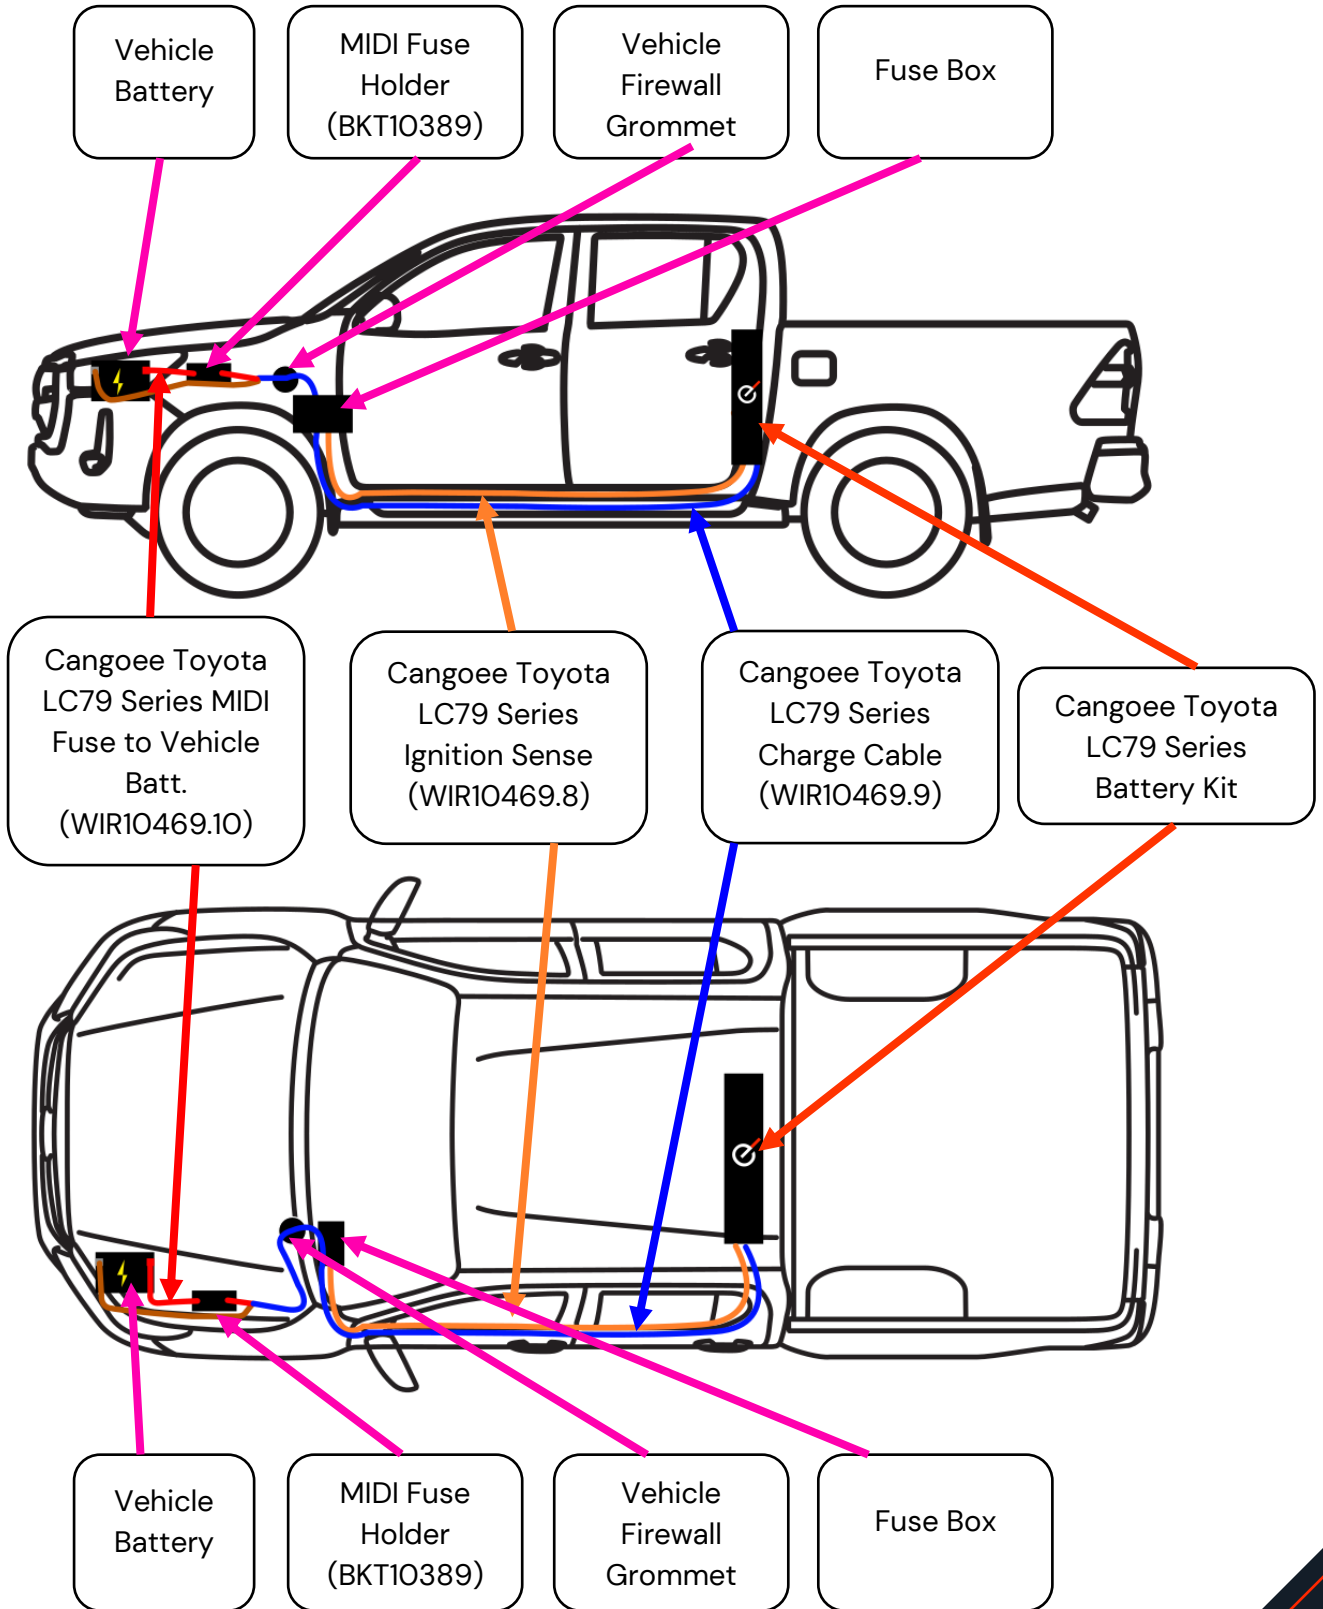 Vehicle
Battery
MIDI Fuse
Holder
(BKT10389)
Vehicle
Firewall
Grommet
Fuse Box
Cangoee Toyota
LC79 Series MIDI
Fuse to Vehicle
Batt.
(WIR10469.10)
Cangoee Toyota
LC79 Series
Ignition Sense
(WIR10469.8)
Cangoee Toyota
LC79 Series
Charge Cable
(WIR10469.9)
Cangoee Toyota
LC79 Series
Battery Kit
Vehicle
Battery
MIDI Fuse
Holder
(BKT10389)
Vehicle
Firewall
Grommet
Fuse Box